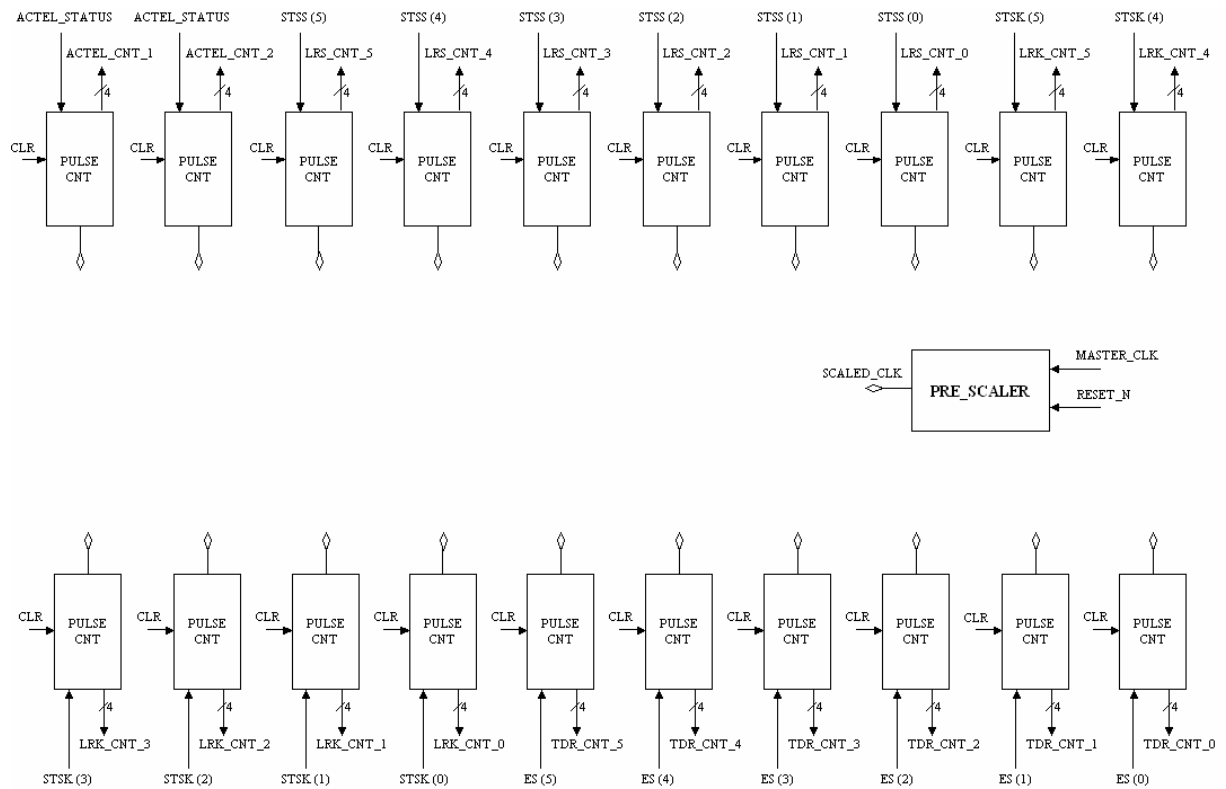 ACTEL_STATUS ACTEL_STATUS STSS (5) STSS (4) STSS (3) STSS (2) STSS (1) STSS (0) STSK (5) STSK (4)
ACTEL_CNT_1 ACTEL_CNT_2 LRS_CNT_5 LRS_CNT_4 LRS_CNT_3 LRS_CNT_2 LRS_CNT_1 LRS_CNT_0 LRK_CNT_5 LRK_CNT_4
4 4 4 4 4 4 4 4 4 4
CLR CLR CLR CLR CLR CLR CLR CLR CLR CLR
PULSE PULSE PULSE PULSE PULSE PULSE PULSE PULSE PULSE PULSE
CNT CNT CNT CNT CNT CNT CNT CNT CNT CNT
MASTER_CLK
SCALED_CLK
PRE_SCALER
RESET_N
CLR CLR CLR CLR CLR CLR CLR CLR CLR CLR
PULSE PULSE PULSE PULSE PULSE PULSE PULSE PULSE PULSE PULSE
CNT CNT CNT CNT CNT CNT CNT CNT CNT CNT
4 4 4 4 4 4 4 4 4 4
LRK_CNT_3 LRK_CNT_2 LRK_CNT_1 LRK_CNT_0 TDR_CNT_5 TDR_CNT_4 TDR_CNT_3 TDR_CNT_2 TDR_CNT_1 TDR_CNT_0
STSK (3) STSK (2) STSK (1) STSK (0) ES (5) ES (4) ES (3) ES (2) ES (1) ES (0)